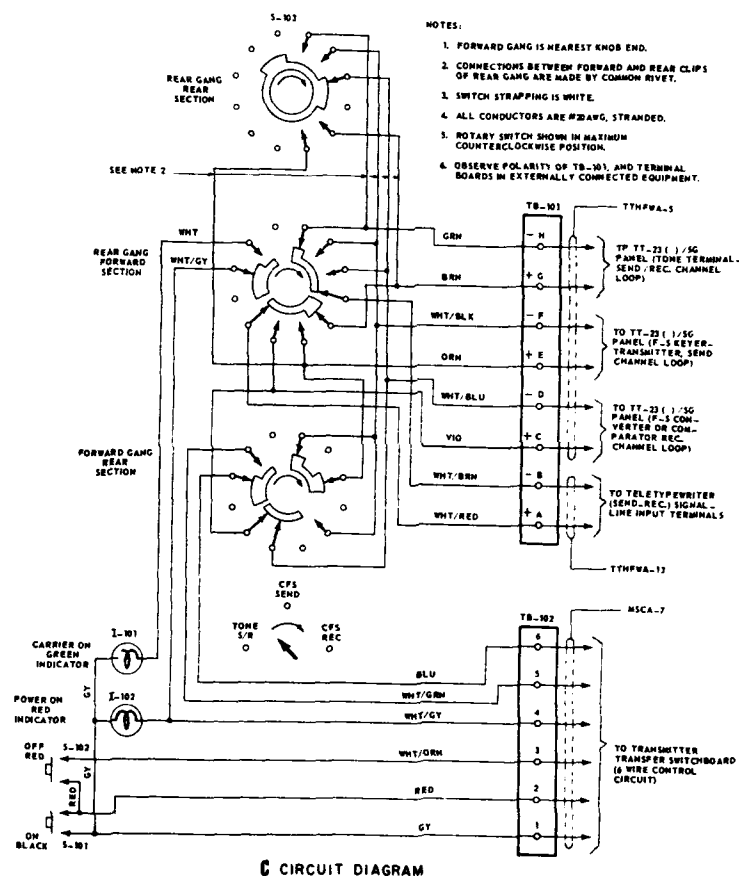 S-103
NOTES:
1. FORWARD GANG IS NEAREST KNOB END.
2. CONNECTIONS BETWEEN FORWARD AND REAR CLIPS
OF REAR GANG ARE MADE BY COMMON RIVET.
3. SWITCH STRAPPING IS WHITE.
4. ALL CONDUCTORS ARE #20AWG, STRANDED.
5. ROTARY SWITCH SHOWN IN MAXIMUM
COUNTERCLOCKWISE POSITION.
6. OBSERVE POLARITY OF TB-101, AND TERMINAL
BOARDS IN EXTERNALLY CONNECTED EQUIPMENT.
REAR GANG
REAR
SECTION
SEE NOTE 2
TB-101
TTHFWA-5
WHT
REAR GANG
FORWARD
SECTION
WHT/GY
GRN
- H
BRN
+ G
TP TT-23 ( ) /SG
PANEL (TONE TERMINAL-
SEND / REC. CHANNEL
LOOP)
WHT/BLK
- F
ORN
+ E
TO TT-23 ( ) /SG
PANEL (F-S KEYER-
TRANSMITTER, SEND
CHANNEL LOOP)
WHT/BLU
- D
VIO
+ C
TO TT-23 ( ) /SG
PANEL (F-S CON-
VERTER OR COM-
PARATOR REC.
CHANNEL LOOP)
FORWARD GANG
REAR
SECTION
WHT/BRN
- B
WHT/RED
+ A
TO TELETYPEWRITER
(SEND-REC.) SIGNAL-
LINE INPUT TERMINALS
TTHFWA-13
CFS
SEND
TONE
S/R
CFS
REC
TB-102
MSCA-7
I-101
CARRIER ON
GREEN
INDICATOR
GY
BLU
6
WHT/GRN
5
I-102
POWER ON
RED
INDICATOR
WHT/GY
4
OFF
RED
S-102
GY
WHT/ORN
3
RED
RED
2
ON
BLACK
S-101
GY
1
TO TRANSMITTER
TRANSFER SWITCHBOARD
(6 WIRE CONTROL
CIRCUIT)
C CIRCUIT DIAGRAM